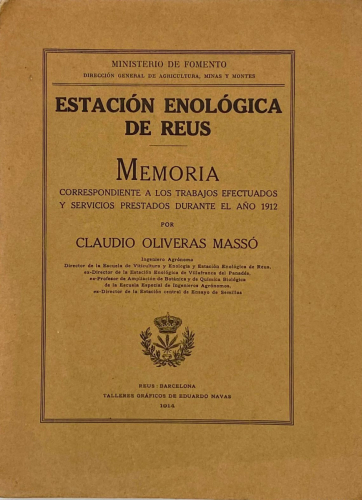 MINISTERIO DE FOMENTO
DIRECCIÓN GENERAL DE AGRICULTURA, MINAS Y MONTES
ESTACIÓN ENOLÓGICA
DE REUS
MEMORIA
CORRESPONDIENTE A LOS TRABAJOS EFECTUADOS
Y SERVICIOS PRESTADOS DURANTE EL AÑO 1912
POR
CLAUDIO OLIVERAS MASSÓ
Ingeniero Agrónomo
Director de la Escuela de Viticultura y Enología y Estación Enológica de Reus,
ex-Director de la Estación Enológica de Villafranca del Panadés,
ex-Profesor de Ampliación de Botánica y de Química Biológica
de la Escuela Especial de Ingenieros Agrónomos,
ex-Director de la Estación central de Ensayo de Semillas
REUS : BARCELONA
TALLERES GRÁFICOS DE EDUARDO NAVAS
1914